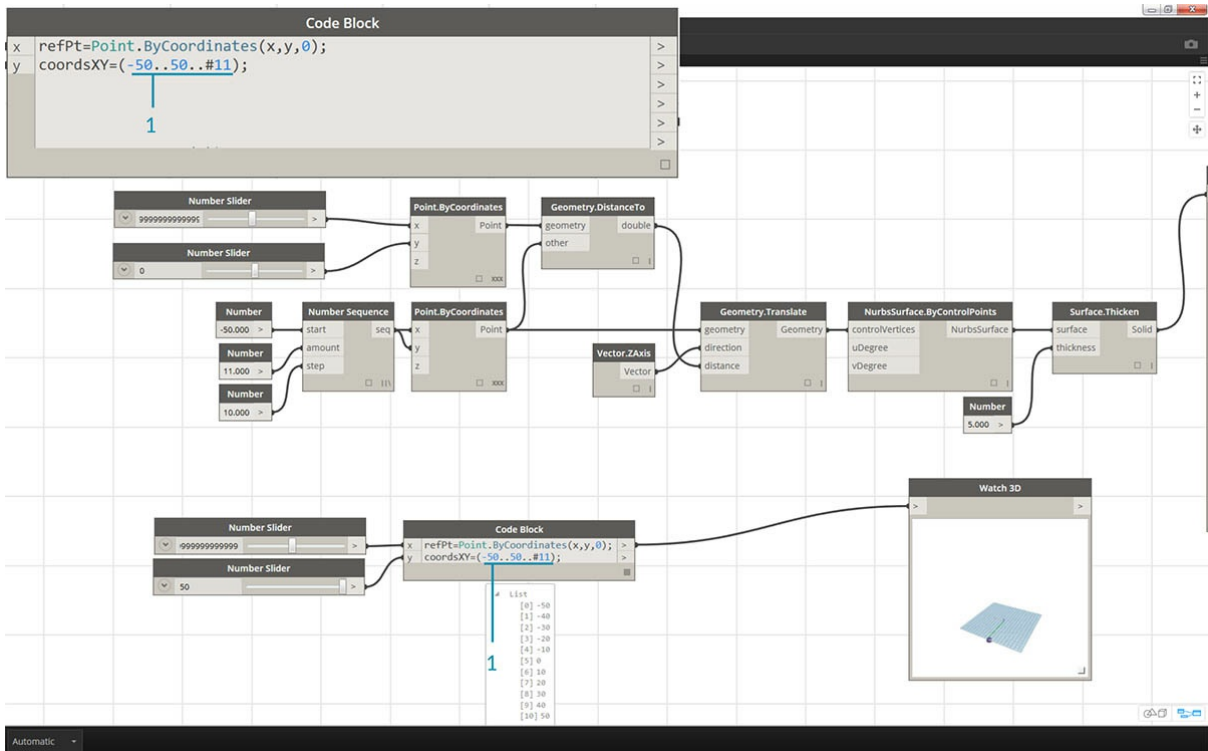 Code Block
x refPt=Point.ByCoordinates(x,y,0); >
y coordsXY=(-50..50..#11); >
>
>
>
>
1
Number Slider
9999999999999 >
Number Slider
0 >
Point.ByCoordinates
x Point >
y
z
xxx
Geometry.DistanceTo
geometry double >
other
Number
-50.000 >
Number
11.000 >
Number
10.000 >
Number Sequence
start seq >
amount
step
Point.ByCoordinates
x Point >
y
z
xxx
Vector.ZAxis
Vector >
Geometry.Translate
geometry Geometry >
direction
distance
NurbsSurface.ByControlPoints
controlVertices NurbsSurface >
uDegree
vDegree
Surface.Thicken
surface Solid >
thickness
Number
5.000 >
Number Slider
-999999999999 >
Number Slider
50 >
Code Block
x refPt=Point.ByCoordinates(x,y,0); >
y coordsXY=(-50..50..#11); >
1
List
[0] -50
[1] -40
[2] -30
[3] -20
[4] -10
[5] 0
[6] 10
[7] 20
[8] 30
[9] 40
[10] 50
Watch 3D
> >
Automatic